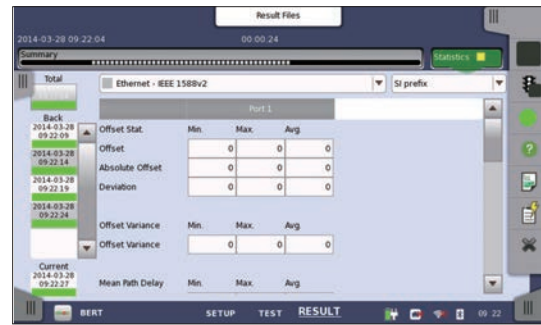 Result Files
2014-03-28 09:22:04
00:00:24
Summary
Statistics
Total
Ethernet - IEEE 1588v2
SI prefix
Port 1
Back
2014-03-28
09:22:09
2014-03-28
09:22:14
2014-03-28
09:22:19
2014-03-28
09:22:24
Offset Stat. Min. Max. Avg
Offset 0 0 0
Absolute Offset 0 0 0
Deviation 0 0 0
Offset Variance Min. Max. Avg
Offset Variance 0 0 0
Current
2014-03-28
09:22:27
Mean Path Delay Min. Max. Avg
BERT SETUP TEST RESULT 09 22